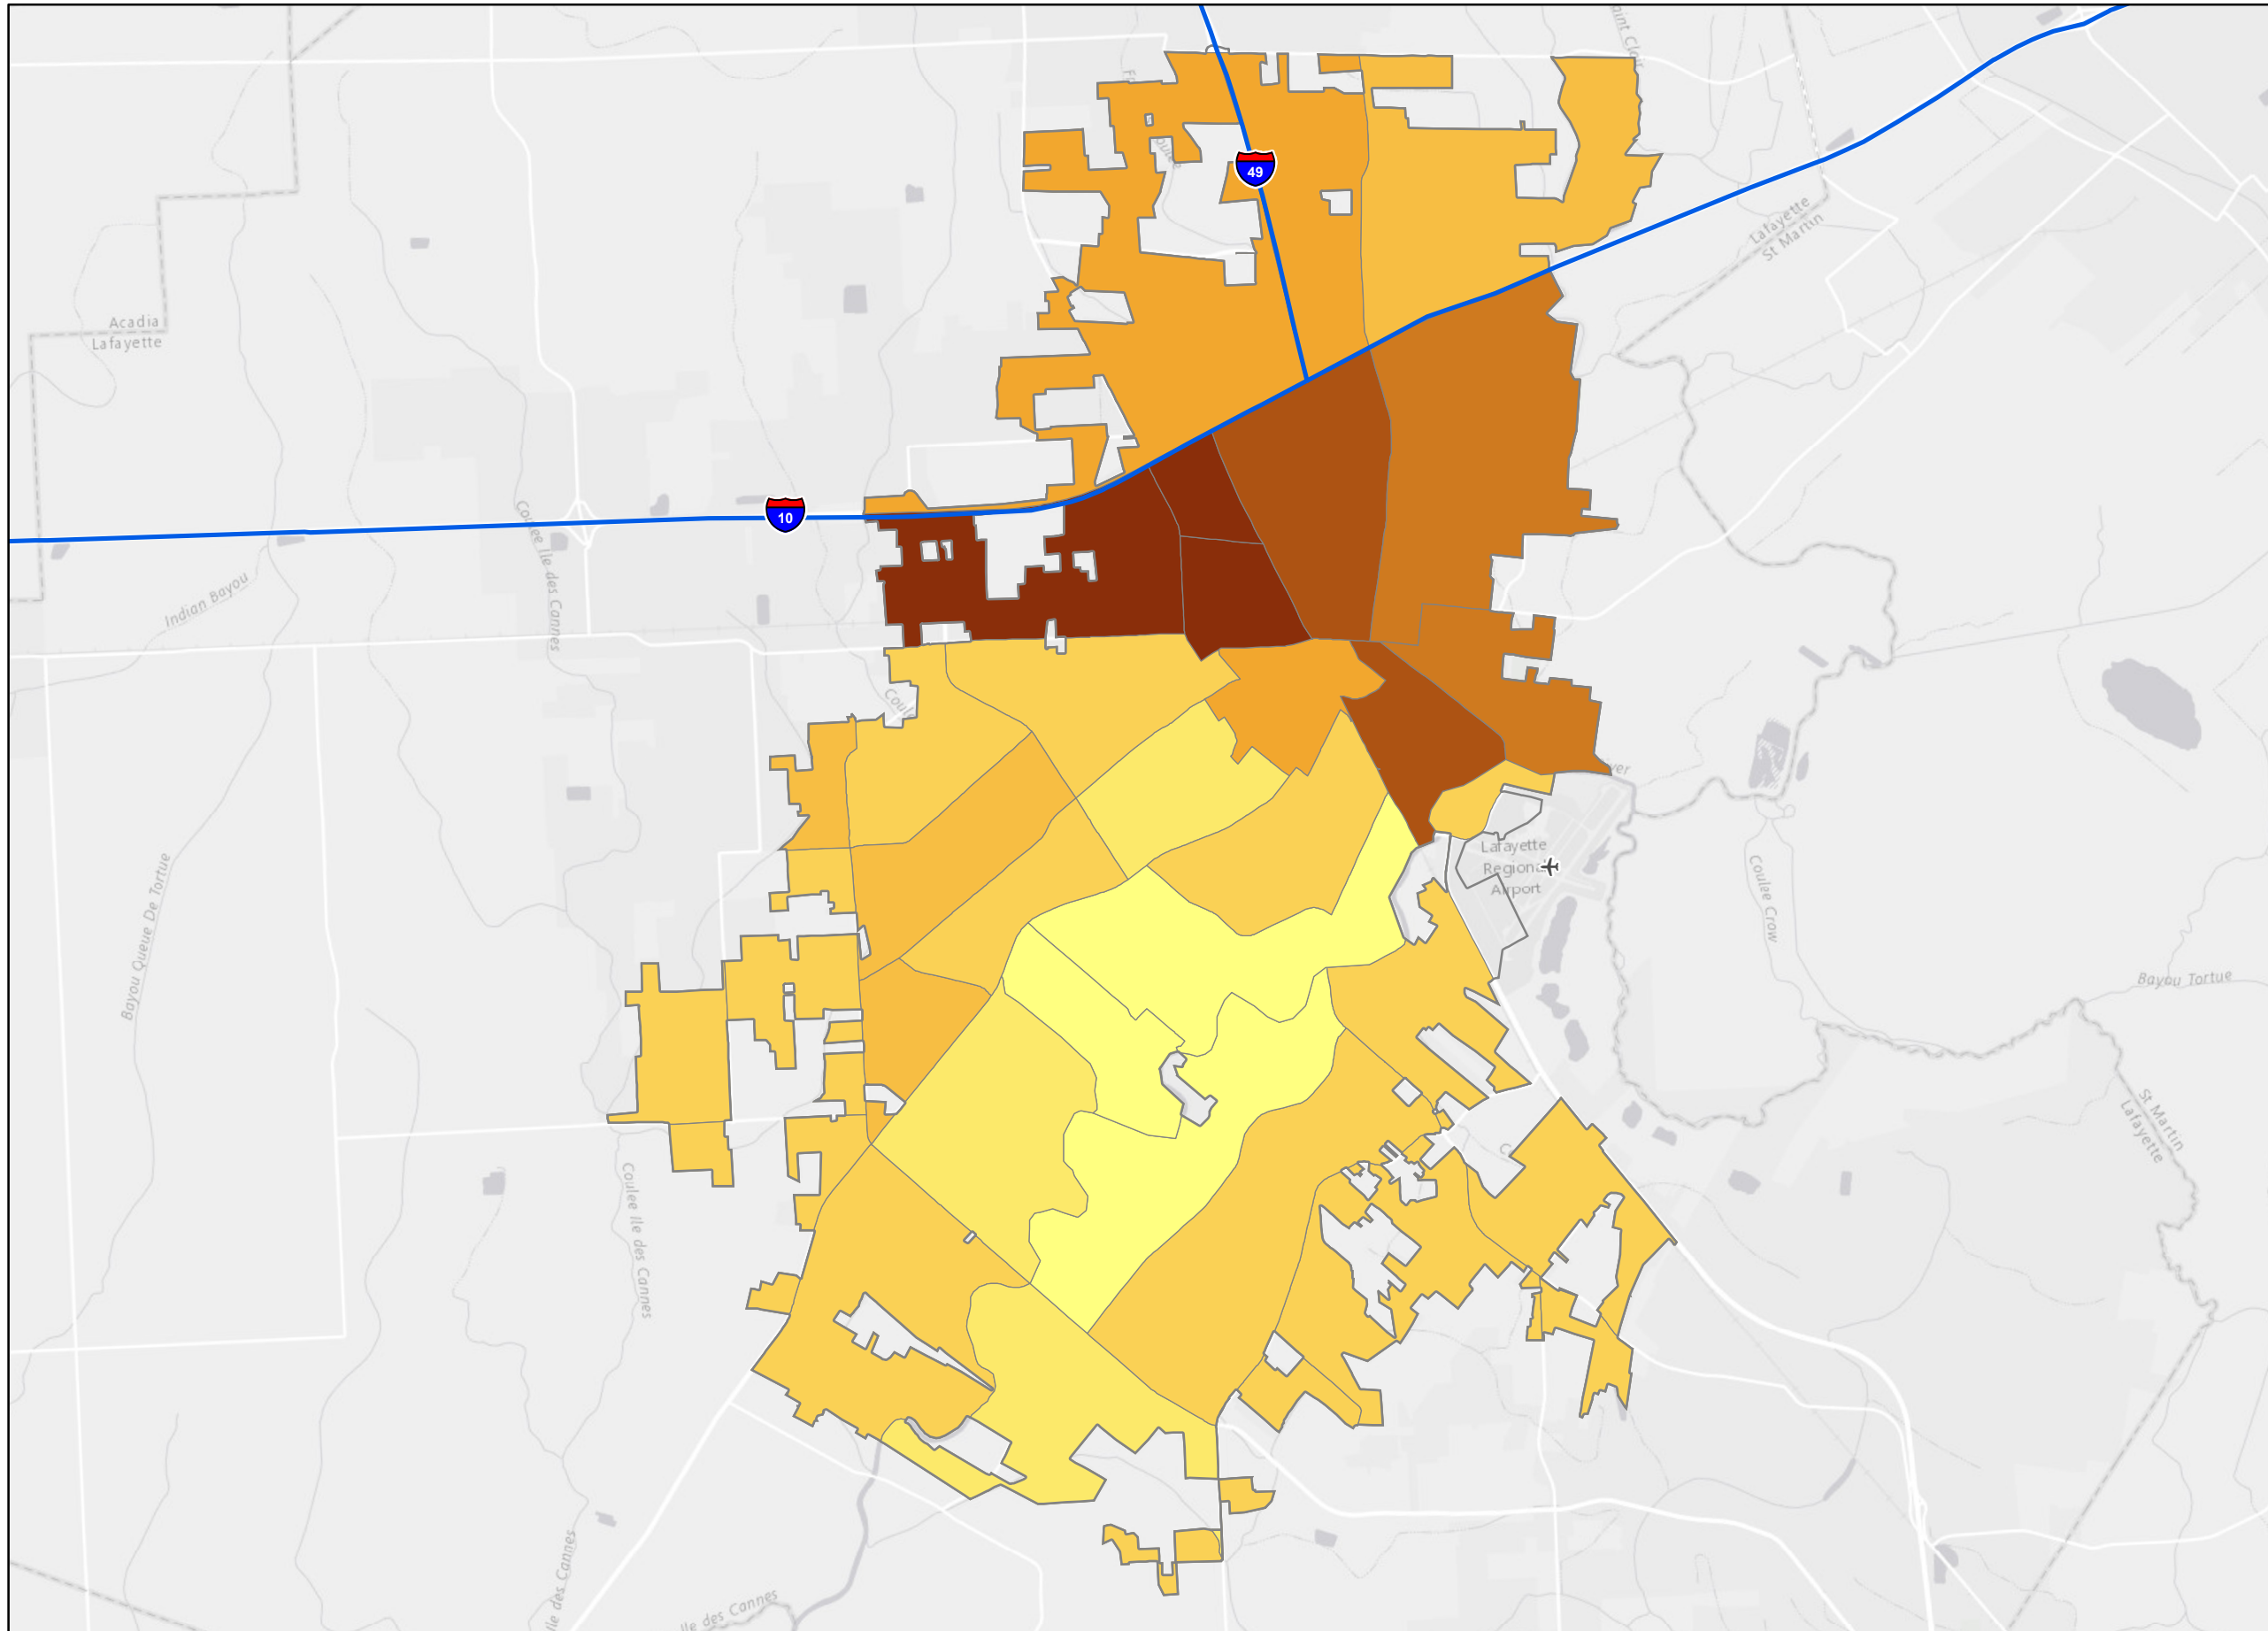 49
Lafayette
St Martin
Acadia
Lafayette
10
Coulee Ile des Cannes
Indian Bayou
Lafayette
Regional
Airport
Coulee Crow
Bayou Queue De Tortue
Bayou Tortue
St Martin
Lafayette
Coulee Ile des Cannes
Ile des Cannes
Ile des Cannes